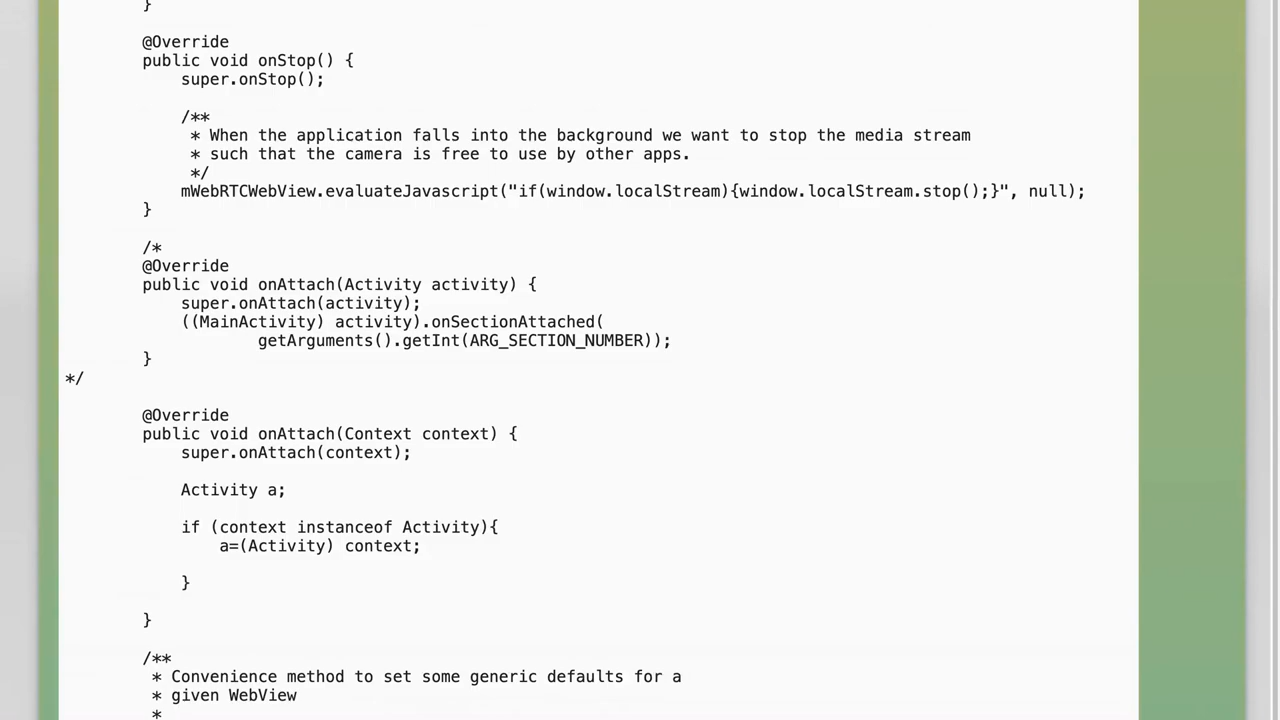 }
@Override
public void onStop() {
super.onStop();
/**
* When the application falls into the background we want to stop the media stream
* such that the camera is free to use by other apps.
*/
mWebRTCWebView.evaluateJavascript("if(window.localStream){window.localStream.stop();}", null);
}
/*
@Override
public void onAttach(Activity activity) {
super.onAttach(activity);
((MainActivity) activity).onSectionAttached(
getArguments().getInt(ARG_SECTION_NUMBER));
}
*/
@Override
public void onAttach(Context context) {
super.onAttach(context);
Activity a;
if (context instanceof Activity){
a=(Activity) context;
}
}
/**
* Convenience method to set some generic defaults for a
* given WebView
*